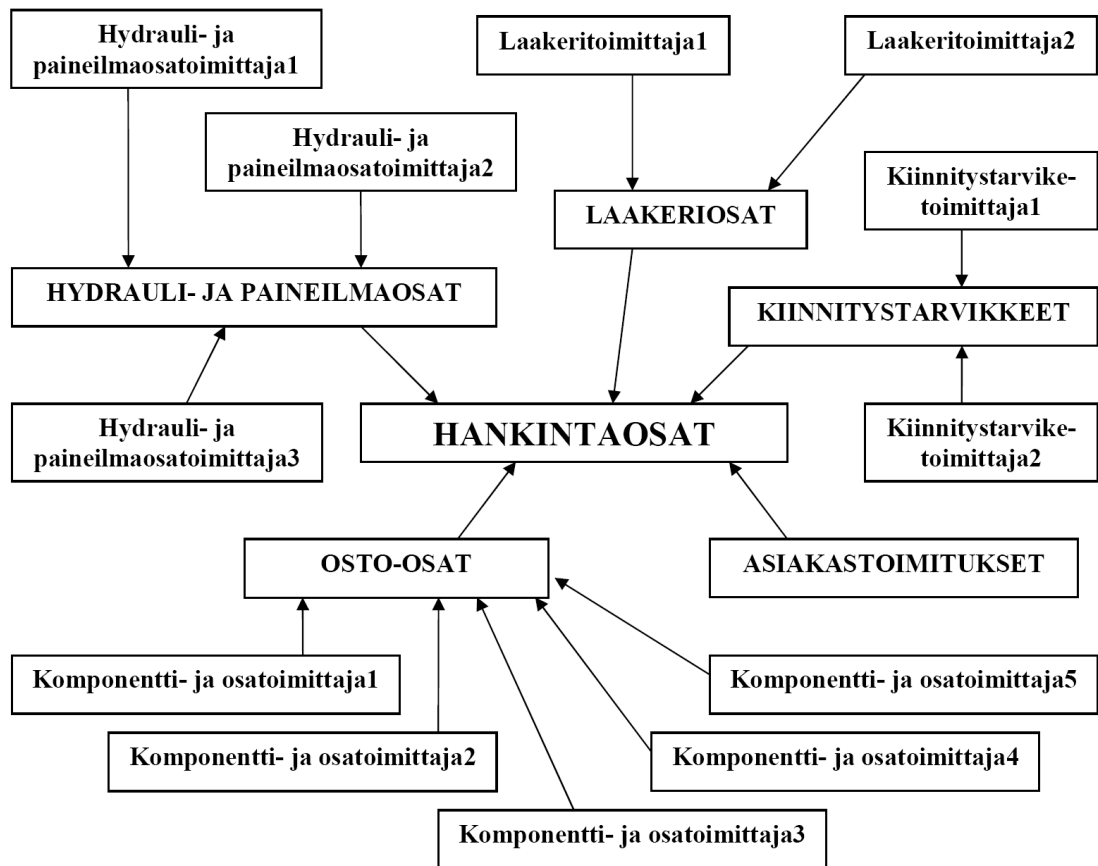 Hydrauli- ja
paineilmaosatoimittaja1
Laakeritoimittaja1
Laakeritoimittaja2
Hydrauli- ja
paineilmaosatoimittaja2
Kiinnitystarvike-
toimittaja1
LAAKERIOSAT
HYDRAULI- JA PAINEILMAOSAT
KIINNITYSTARVIKKEET
Hydrauli- ja
paineilmaosatoimittaja3
HANKINTAOSAT
Kiinnitystarvike-
toimittaja2
OSTO-OSAT
ASIAKASTOIMITUKSET
Komponentti- ja osatoimittaja1
Komponentti- ja osatoimittaja5
Komponentti- ja osatoimittaja2
Komponentti- ja osatoimittaja4
Komponentti- ja osatoimittaja3